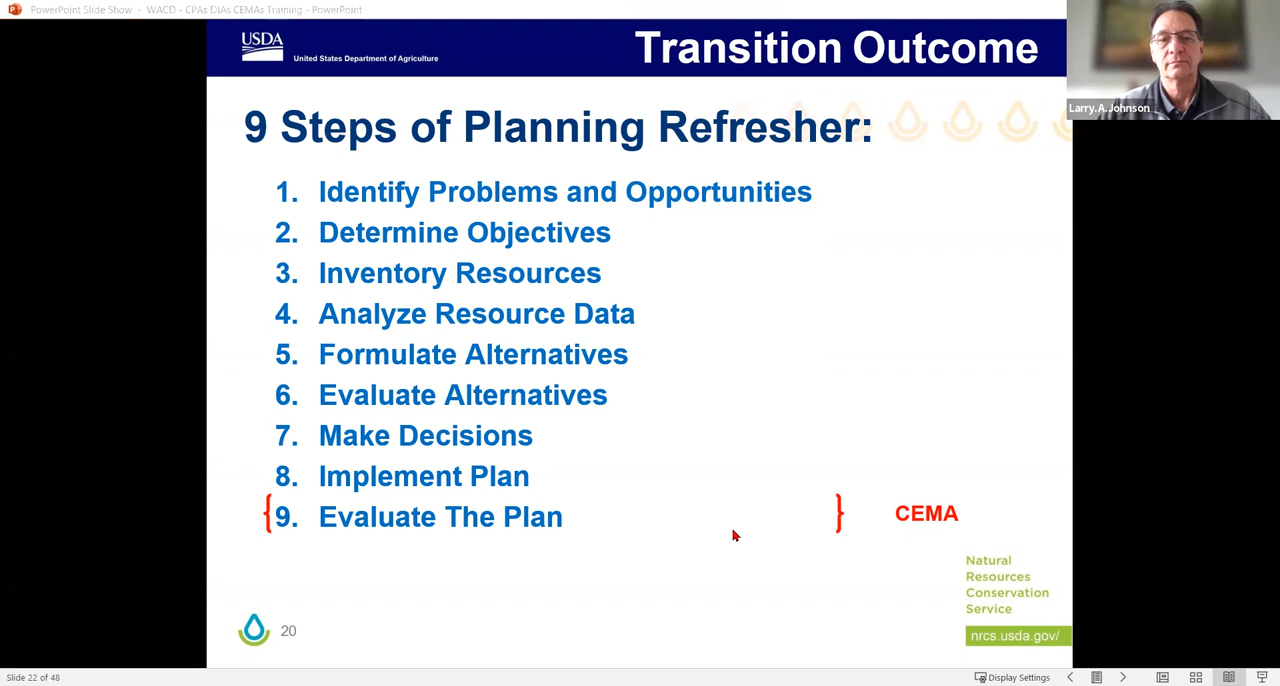 PowerPoint Slide Show - WACD - CPAs DIAs CEMAs Training - PowerPoint
USDA
United States Department of Agriculture
Transition Outcome
Larry.A.Johnson
9 Steps of Planning Refresher:
1. Identify Problems and Opportunities
2. Determine Objectives
3. Inventory Resources
4. Analyze Resource Data
5. Formulate Alternatives
6. Evaluate Alternatives
7. Make Decisions
8. Implement Plan
{ 9. Evaluate The Plan } CEMA
Natural
Resources
Conservation
Service
nrcs.usda.gov/
20
Slide 22 of 48
Display Settings